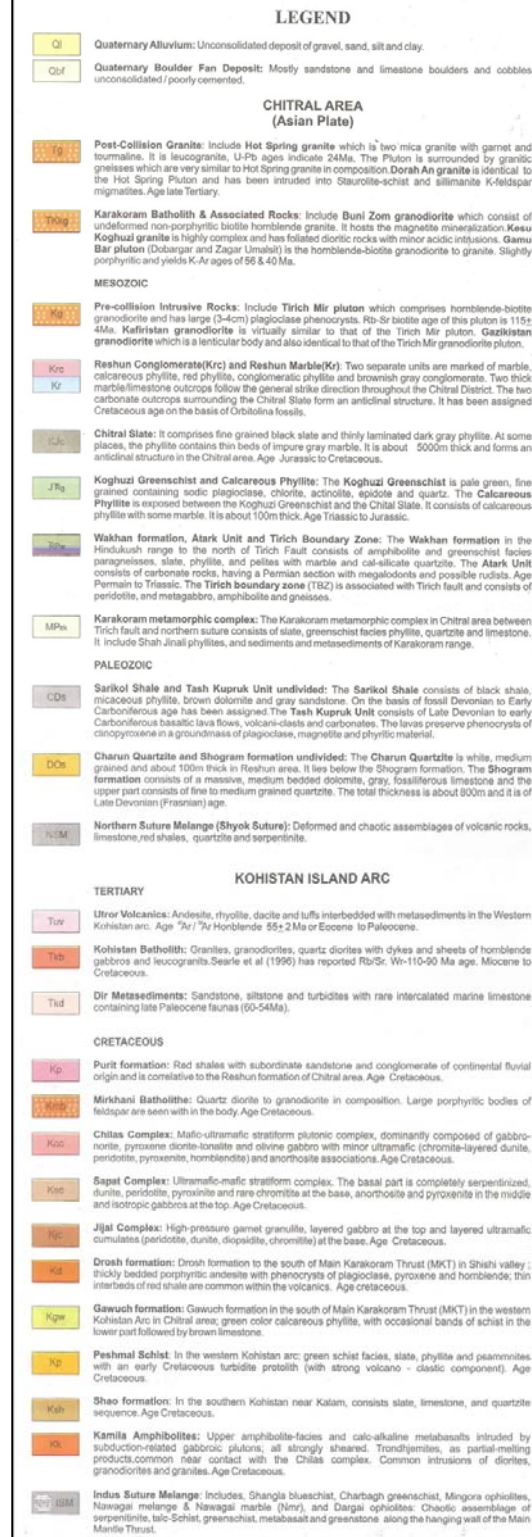 LEGEND
Ql
Quaternary Alluvium: Unconsolidated deposit of gravel, sand, silt and clay.
Qbf
Quaternary Boulder Fan Deposit: Mostly sandstone and limestone boulders and cobbles
unconsolidated / poorly cemented.
CHITRAL AREA
(Asian Plate)
Tg
Post-Collision Granite: Include Hot Spring granite which is two mica granite with garnet and
tourmaline. It is leucogranite, U-Pb ages indicate 24Ma. The Pluton is surrounded by granitic
gneisses which are very similar to Hot Spring granite in composition. Dorah An granite is identical to
the Hot Spring Pluton and has been intruded into Staurolite-schist and sillimanite K-feldspar
migmatites. Age late Tertiary.
TKkg
Karakoram Batholith & Associated Rocks: Include Buni Zom granodiorite which consist of
undeformed non-porphyritic biotite hornblende granite. It hosts the magnetite mineralization. Kesu
Koghuzi granite is highly complex and has foliated dioritic rocks with minor acidic intrusions. Gamu
Bar pluton (Dobargar and Zagar Umalsit) is the hornblende-biotite granodiorite to granite. Slightly
porphyritic and yields K-Ar ages of 56 & 40 Ma.
MESOZOIC
Kg
Pre-collision Intrusive Rocks: Include Tirich Mir pluton which comprises hornblende-biotite
granodiorite and has large (3-4cm) plagioclase phenocrysts. Rb-Sr biotite age of this pluton is 115±
4Ma. Kafiristan granodiorite is virtually similar to that of the Tirich Mir pluton. Gazikistan
granodiorite which is a lenticular body and also identical to that of the Tirich Mir granodiorite pluton.
Krc
Kr
Reshun Conglomerate(Krc) and Reshun Marble(Kr): Two separate units are marked of marble,
calcareous phyllite, red phyllite, conglomeratic phyllite and brownish gray conglomerate. Two thick
marble/limestone outcrops follow the general strike direction throughout the Chitral District. The two
carbonate outcrops surrounding the Chitral Slate form an anticlinal structure. It has been assigned
Cretaceous age on the basis of Orbitolina fossils.
KJc
Chitral Slate: It comprises fine grained black slate and thinly laminated dark gray phyllite. At some
places, the phyllite contains thin beds of impure gray marble. It is about 5000m thick and forms an
anticlinal structure in the Chitral area. Age Jurassic to Cretaceous.
Koghuzi Greenschist and Calcareous Phyllite: The Koghuzi Greenschist is pale green, fine
grained containing sodic plagioclase, chlorite, actinolite, epidote and quartz. The Calcareous
Phyllite is exposed between the Koghuzi Greenschist and the Chital Slate. It consists of calcareous
phyllite with some marble. It is about 100m thick. Age Triassic to Jurassic.
Wakhan formation, Atark Unit and Tirich Boundary Zone: The Wakhan formation in the
Hindukush range to the north of Tirich Fault consists of amphibolite and greenschist facies
paragneisses, slate, phyllite, and pelites with marble and cal-silicate quartzite. The Atark Unit
consists of carbonate rocks, having a Permian section with megalodonts and possible rudists. Age
Permain to Triassic. The Tirich boundary zone (TBZ) is associated with Tirich fault and consists of
peridotite, and metagabbro, amphibolite and gneisses.
MPm
Karakoram metamorphic complex: The Karakoram metamorphic complex in Chitral area between
Tirich fault and northern suture consists of slate, greenschist facies phyllite, quartzite and limestone.
It include Shah Jinali phyllites, and sediments and metasediments of Karakoram range.
PALEOZOIC
CDs
Sarikol Shale and Tash Kupruk Unit undivided: The Sarikol Shale consists of black shale,
micaceous phyllite, brown dolomite and gray sandstone. On the basis of fossil Devonian to Early
Carboniferous age has been assigned. The Tash Kupruk Unit consists of Late Devonian to early
Carboniferous basaltic lava flows, volcani-clasts and carbonates. The lavas preserve phenocrysts of
clinopyroxene in a groundmass of plagioclase, magnetite and phyritic material.
DOs
Charun Quartzite and Shogram formation undivided: The Charun Quartzite is white, medium
grained and about 100m thick in Reshun area. It lies below the Shogram formation. The Shogram
formation consists of a massive, medium bedded dolomite, gray, fossiliferous limestone and the
upper part consists of fine to medium grained quartzite. The total thickness is about 800m and it is of
Late Devonian (Frasnian) age.
NSM
Northern Suture Melange (Shyok Suture): Deformed and chaotic assemblages of volcanic rocks,
limestone,red shales, quartzite and serpentinite.
KOHISTAN ISLAND ARC
TERTIARY
Tuv
Utror Volcanics: Andesite, rhyolite, dacite and tuffs interbedded with metasediments in the Western
Kohistan arc. Age Ar/ Ar Honblende 55±2 Ma or Eocene to Paleocene.
Tkb
Kohistan Batholith: Granites, granodiorites, quartz diorites with dykes and sheets of hornblende
gabbros and leucogranits.Searle et al (1996) has reported Rb/Sr. Wr-110-90 Ma age. Miocene to
Cretaceous.
Tkd
Dir Metasediments: Sandstone, siltstone and turbidites with rare intercalated marine limestone
containing late Paleocene faunas (60-54Ma).
CRETACEOUS
Kp
Purit formation: Red shales with subordinate sandstone and conglomerate of continental fluvial
origin and is correlative to the Reshun formation of Chitral area. Age Cretaceous.
Kmb
Mirkhani Batholithe: Quartz diorite to granodiorite in composition. Large porphyritic bodies of
feldspar are seen with in the body. Age Cretaceous.
Kcc
Chilas Complex: Mafic-ultramafic stratiform plutonic complex, dominantly composed of gabbro-
norite, pyroxene diorite-tonalite and olivine gabbro with minor ultramafic (chromite-layered dunite,
peridotite, pyroxenite, hornblendite) and anorthosite associations. Age Cretaceous.
Ksc
Sapat Complex: Ultramafic-mafic stratiform complex. The basal part is completely serpentinized,
dunite, peridotite, pyroxinite and rare chromitite at the base, anorthosite and pyroxenite in the middle
and isotropic gabbros at the top. Age Cretaceous.
Kjc
Jijal Complex: High-pressure garnet granulite, layered gabbro at the top and layered ultramafic
cumulates (peridotite, dunite, diopsidite, chromitite) at the base. Age Cretaceous.
Kd
Drosh formation: Drosh formation to the south of Main Karakoram Thrust (MKT) in Shishi valley ;
thickly bedded porphyritic andesite with phenocrysts of plagioclase, pyroxene and hornblende; thin
interbeds of red shale are common within the volcanics. Age cretaceous.
Kgw
Gawuch formation: Gawuch formation in the south of Main Karakoram Thrust (MKT) in the western
Kohistan Arc in Chitral area; green color calcareous phyllite, with occasional bands of schist in the
lower part followed by brown limestone.
Kp
Peshmal Schist: In the western Kohistan arc; green schist facies, slate, phyllite and psammites
with an early Cretaceous turbidite protolith (with strong volcano - clastic component). Age
Cretaceous.
Ksh
Shao formation: In the southern Kohistan near Kalam, consists slate, limestone, and quartzite
sequence. Age Cretaceous.
Kk
Kamila Amphibolites: Upper amphibolite-facies and calc-alkaline metabasalts intruded by
subduction-related gabbroic plutons; all strongly sheared. Trondhjemites, as partial-melting
products,common near contact with the Chilas complex. Common intrusions of diorites,
granodiorites and granites. Age Cretaceous.
ISM
Indus Suture Melange: Includes, Shangla blueschist, Charbagh greenschist, Mingora ophiolites,
Nawagai melange & Nawagai marble (Nmr), and Dargai ophiolites: Chaotic assemblage of
serpenitinite, talc-Schist, greenschist, metabasalt and greenstone along the hanging wall of the Main
Mantle Thrust.